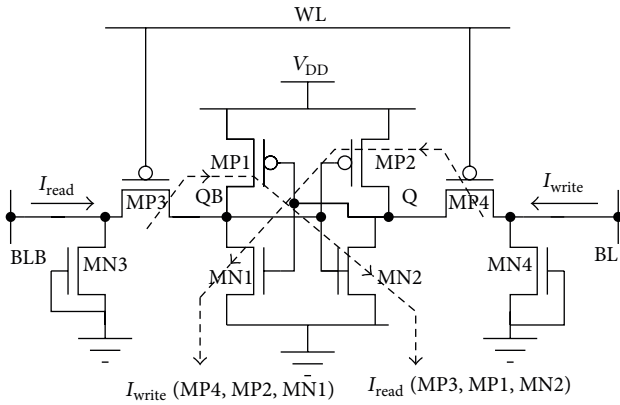 WL
V_DD
MP1
MP2
I_read
MP3
QB
Q
MP4
I_write
BLB
MN3
MN1
MN2
MN4
BL
I_write (MP4, MP2, MN1)
I_read (MP3, MP1, MN2)